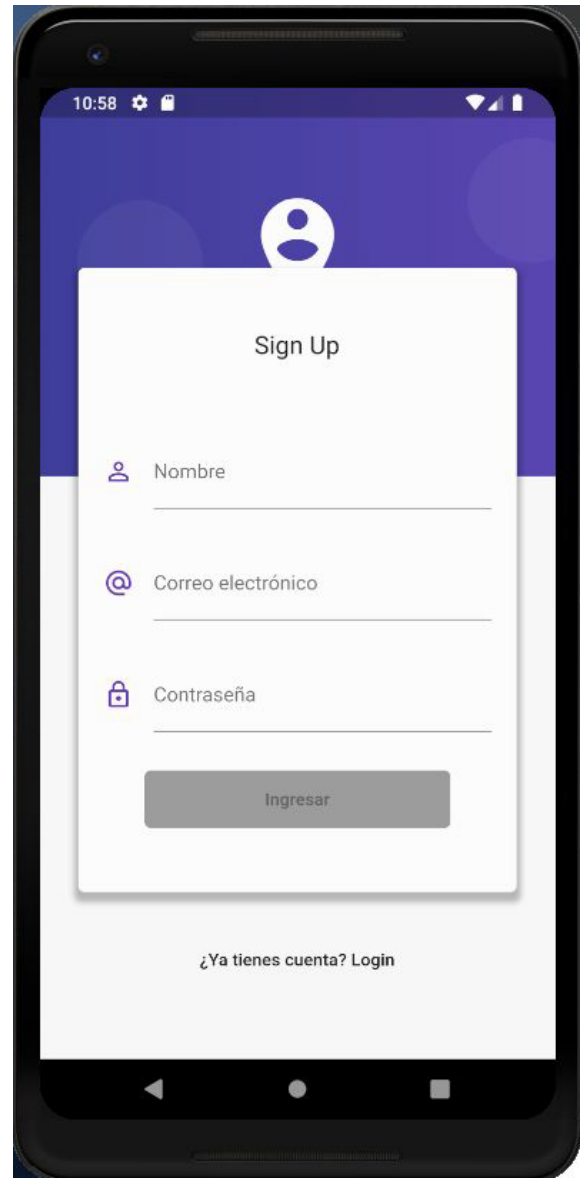 10:58
Sign Up
Nombre
Correo electrónico
Contraseña
Ingresar
¿Ya tienes cuenta? Login